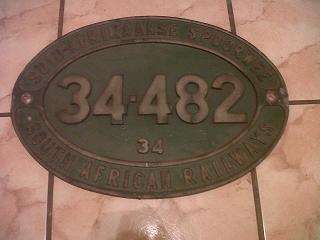 SUID-AFRIKAANSE SPOORWEË
34-482
34
SOUTH AFRICAN RAILWAYS